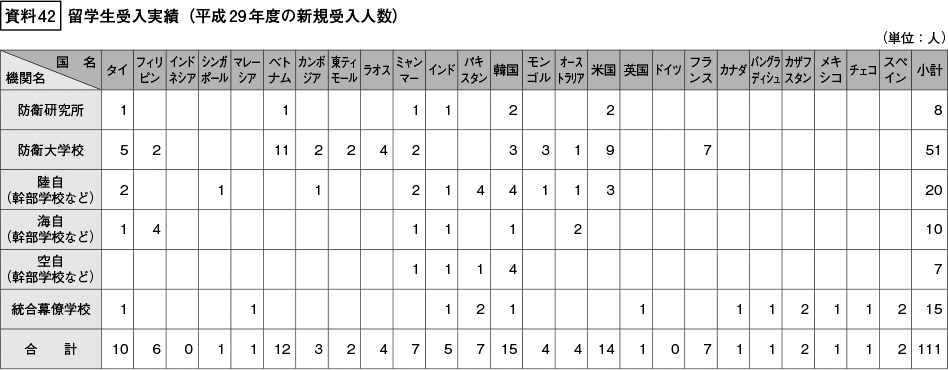 資料42 留学生受入実績(平成29年度の新規受入人数)
(単位:人)
国 名 機関名 タイ フィリピン インドネシア シンガポール マレーシア ベトナム カンボジア 東ティモール ラオス ミャンマー インド パキスタン 韓国 モンゴル オーストラリア 米国 英国 ドイツ フランス カナダ バングラディシュ カザフスタン メキシコ チェコ スペイン 小計
防衛研究所 1 1 1 1 2 2 8
防衛大学校 5 2 11 2 2 4 2 3 3 1 9 7 51
陸自(幹部学校など) 2 1 1 2 1 4 4 1 1 3 20
海自(幹部学校など) 1 4 1 1 1 2 10
空自(幹部学校など) 1 1 1 4 7
統合幕僚学校 1 1 1 2 1 1 1 1 2 1 1 2 15
合 計 10 6 0 1 1 12 3 2 4 7 5 7 15 4 4 14 1 0 7 1 1 2 1 1 2 111